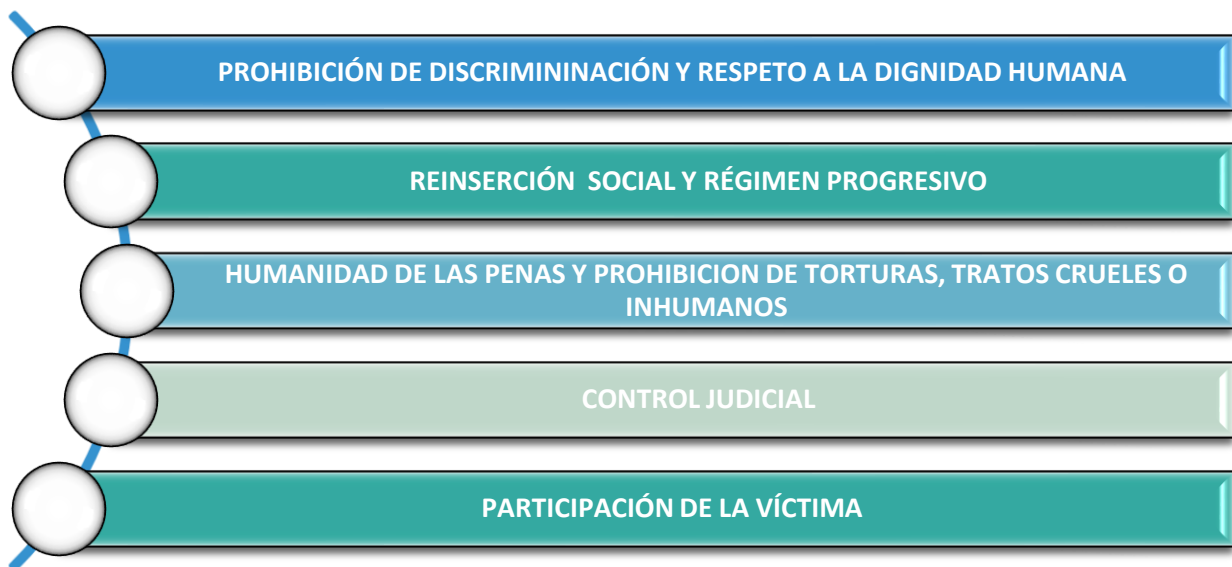 PROHIBICIÓN DE DISCRIMININACIÓN Y RESPETO A LA DIGNIDAD HUMANA
REINSERCIÓN SOCIAL Y RÉGIMEN PROGRESIVO
HUMANIDAD DE LAS PENAS Y PROHIBICION DE TORTURAS, TRATOS CRUELES O
INHUMANOS
CONTROL JUDICIAL
PARTICIPACIÓN DE LA VÍCTIMA